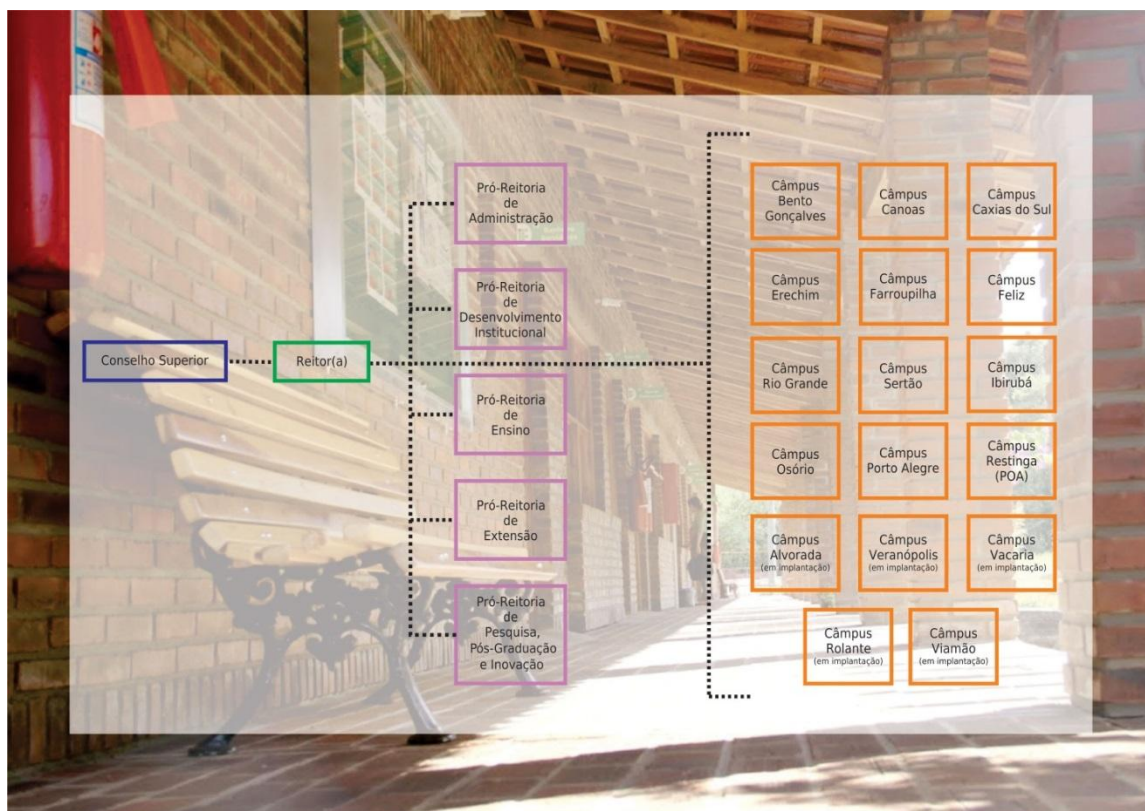 Conselho Superior
Reitor(a)
Pró-Reitoria
de
Administração
Pró-Reitoria
de
Desenvolvimento
Institucional
Pró-Reitoria
de
Ensino
Pró-Reitoria
de
Extensão
Pró-Reitoria
de
Pesquisa,
Pós-Graduação
e Inovação
Câmpus
Bento
Gonçalves
Câmpus
Canoas
Câmpus
Caxias do Sul
Câmpus
Erechim
Câmpus
Farroupilha
Câmpus
Feliz
Câmpus
Rio Grande
Câmpus
Sertão
Câmpus
Ibirubá
Câmpus
Osório
Câmpus
Porto Alegre
Câmpus
Restinga
(POA)
Câmpus
Alvorada
(em implantação)
Câmpus
Veranópolis
(em implantação)
Câmpus
Vacaria
(em implantação)
Câmpus
Rolante
(em implantação)
Câmpus
Viamão
(em implantação)